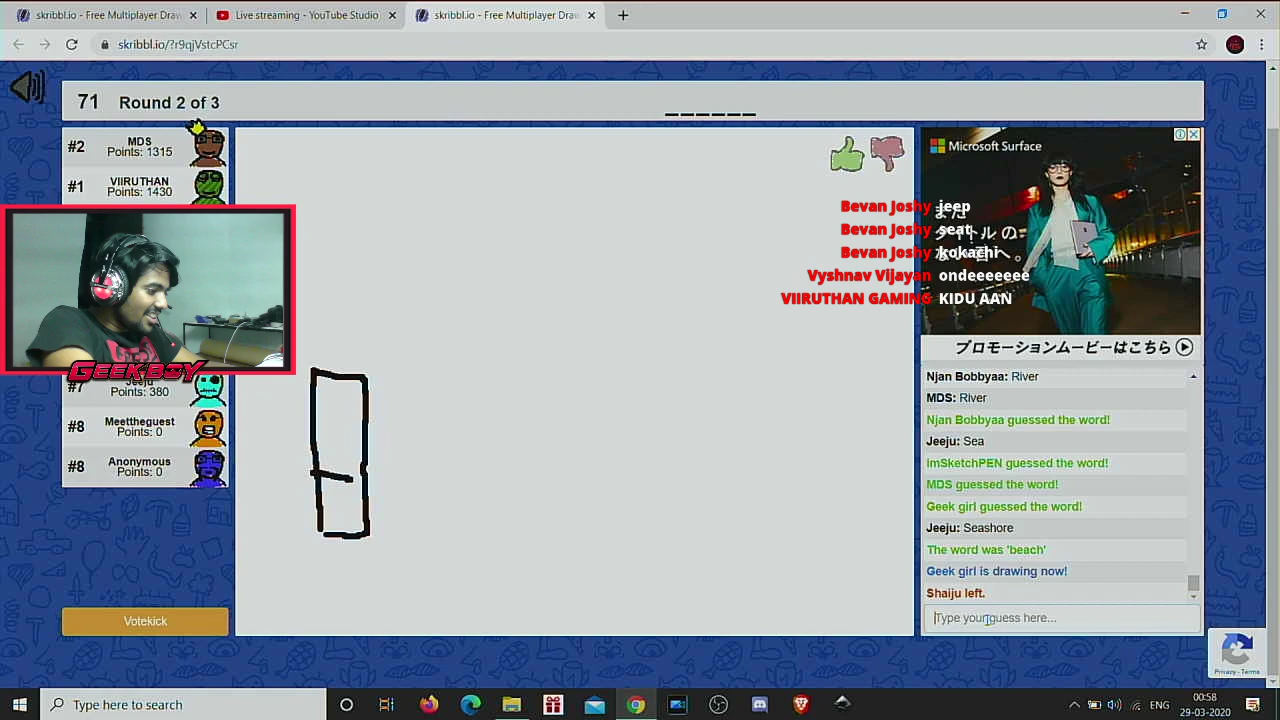 skribbl.io - Free Multiplayer Draw
Live streaming - YouTube Studio
skribbl.io - Free Multiplayer Draw
skribbl.io/?r9qjVstcPCsr
71 Round 2 of 3
______
#2 MDS
Points: 1315
#1 VIIRUTHAN
Points: 1430
GEEKBOY
#7 Jeeju
Points: 380
#8 Meettheguest
Points: 0
#8 Anonymous
Points: 0
Votekick
Microsoft Surface
Bevan Joshy jeep
Bevan Joshy seat
Bevan Joshy kokachi
Vyshnav Vijayan ondeeeeeee
VIIRUTHAN GAMING KIDU AAN
プロモーションムービーはこちら
Njan Bobbyaa: River
MDS: River
Njan Bobbyaa guessed the word!
Jeeju: Sea
imSketchPEN guessed the word!
MDS guessed the word!
Geek girl guessed the word!
Jeeju: Seashore
The word was 'beach'
Geek girl is drawing now!
Shaiju left.
Type your guess here...
Privacy - Terms
Type here to search
ENG
00:58
29-03-2020